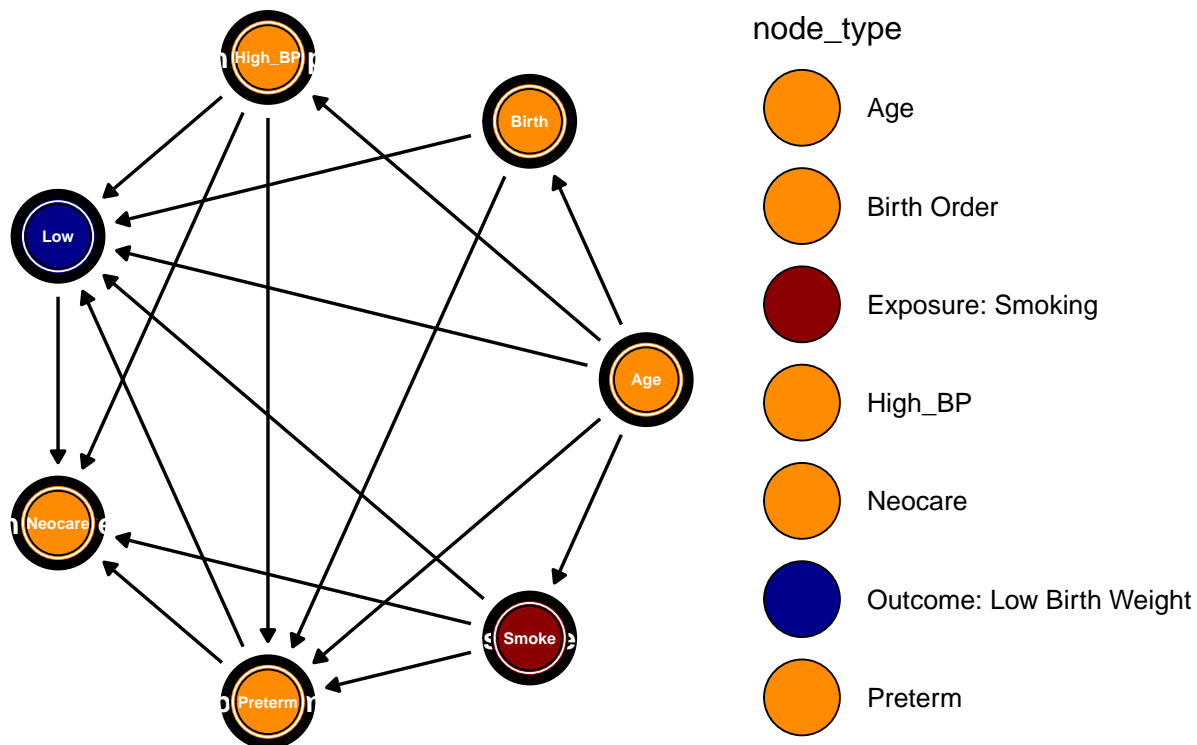 node_type
High_BP
Birth
Low
Age
Neocare
Smoke
Preterm
Age
Birth Order
Exposure: Smoking
High_BP
Neocare
Outcome: Low Birth Weight
Preterm